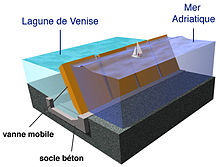 Lagune de Venise
Mer
Adriatique
vanne mobile
socle béton